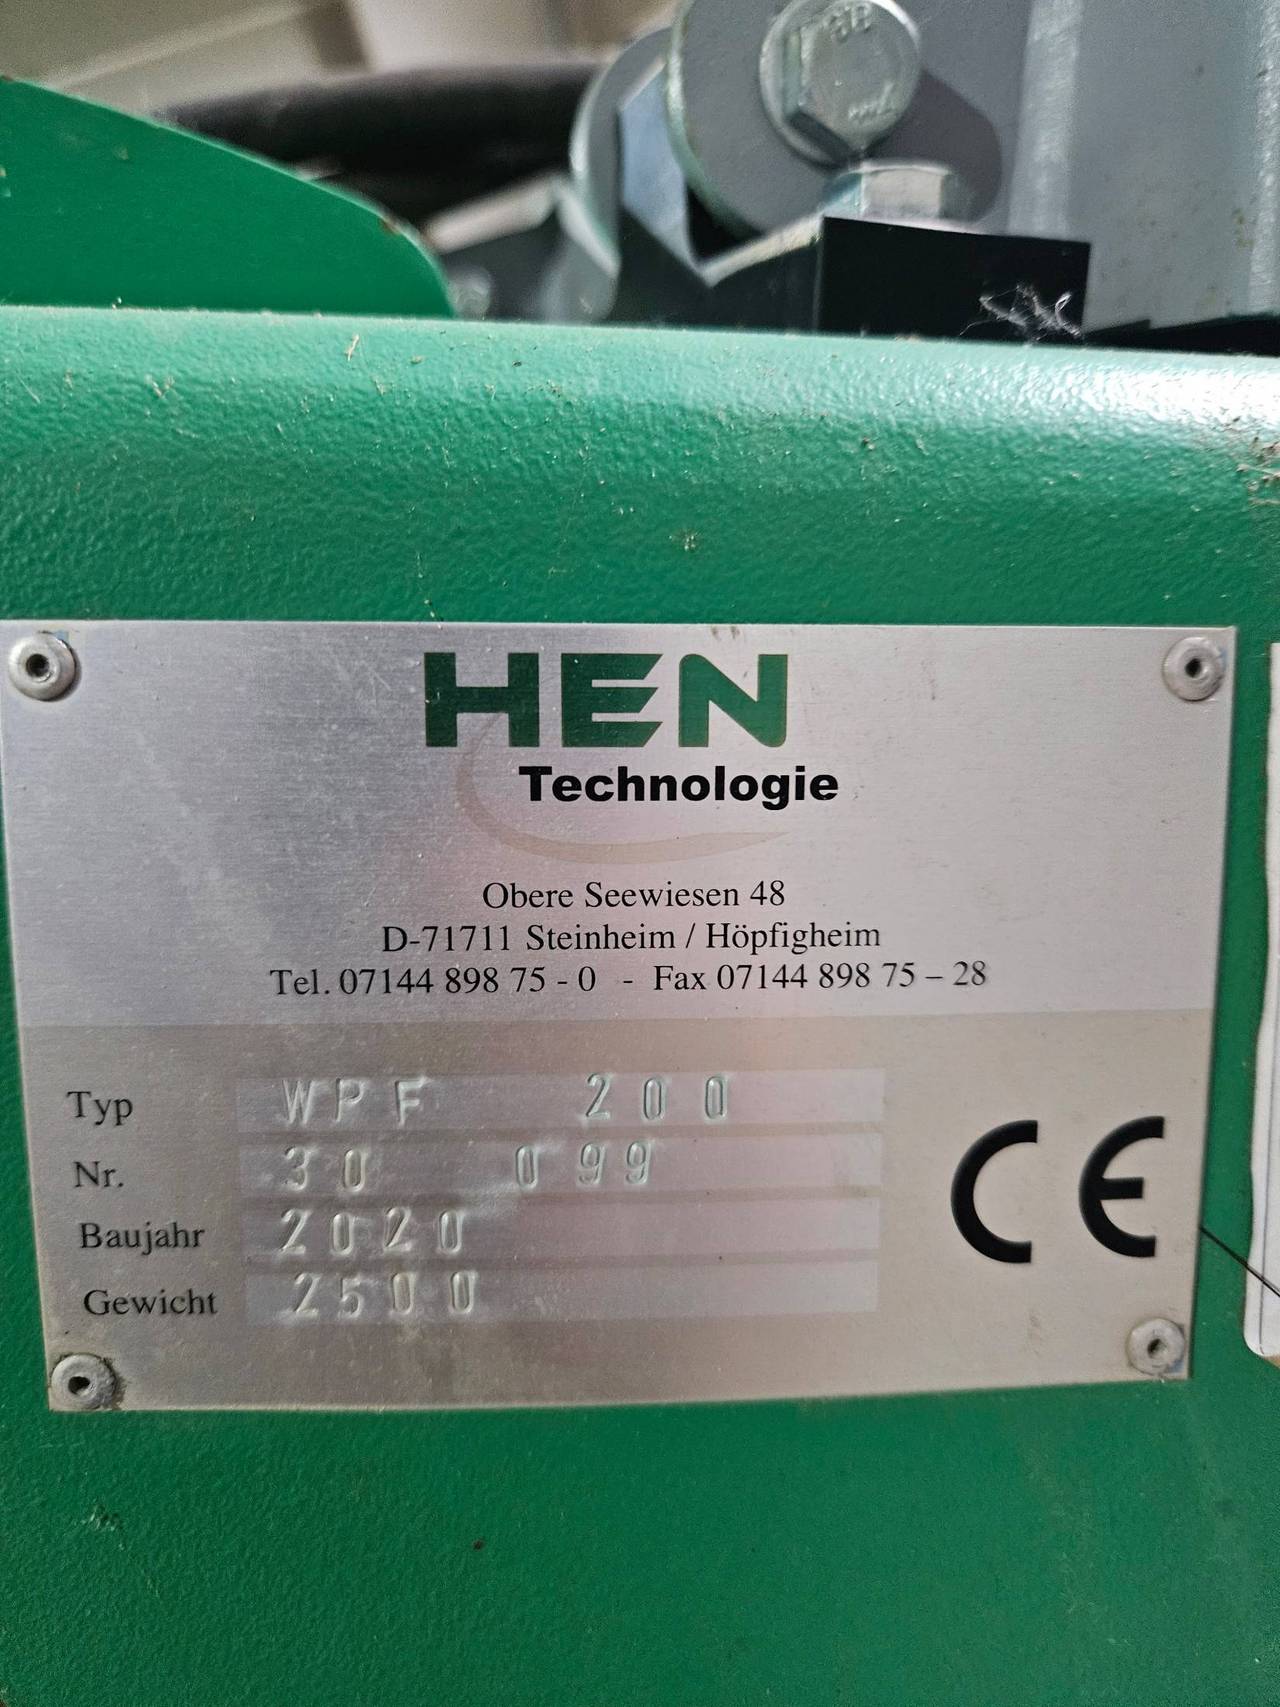 HEN
Technologie
Obere Seewiesen 48
D-71711 Steinheim / Höpfigheim
Tel. 07144 898 75 - 0 - Fax 07144 898 75 – 28
Typ WPF 200
Nr. 30 099
Baujahr 2020
Gewicht 2500
CE